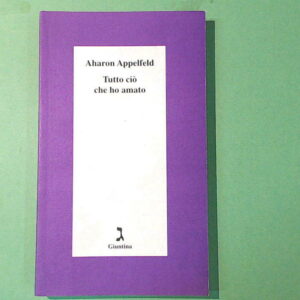 Aharon Appelfeld
Tutto ciò
che ho amato
ג
Giuntina